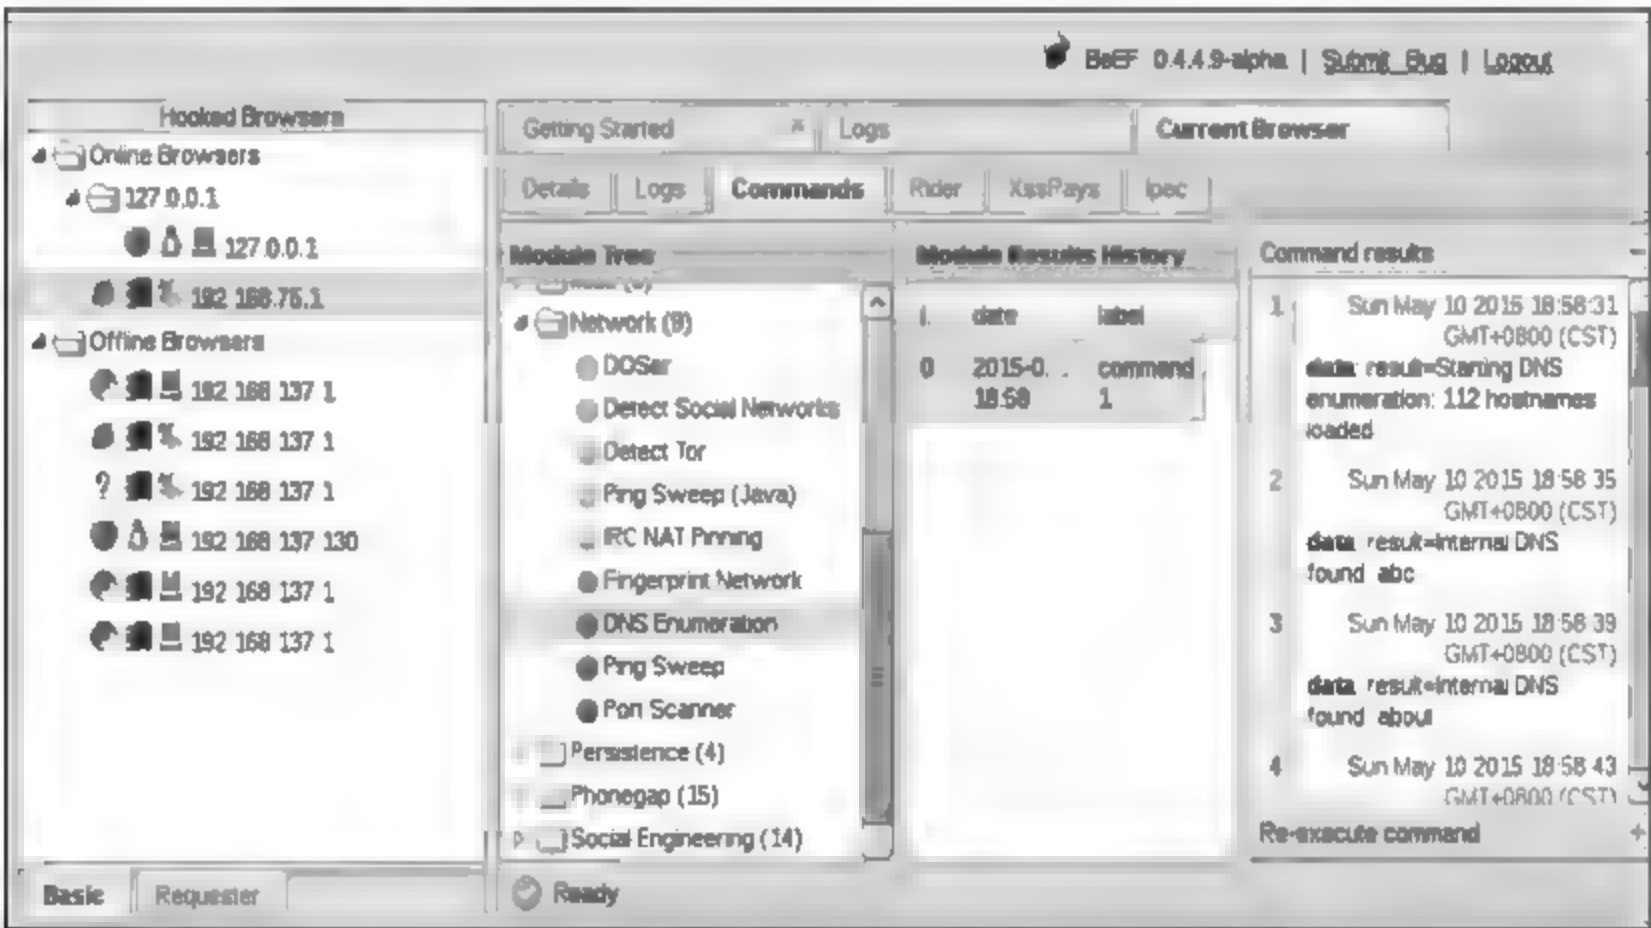 BeEF 0.4.4.9-alpha | Submit_Bug | Logout
Hooked Browsers
Online Browsers
127.0.0.1
127.0.0.1
192 168.75.1
Offline Browsers
192 168 137 1
192 168 137 1
192 168 137 1
192 168 137 130
192 168 137 1
192 168 137 1
Basic
Requester
Getting Started
Logs
Current Browser
Details
Logs
Commands
Rider
XssRays
Ipec
Module Tree
Network (9)
DOSer
Detect Social Networks
Detect Tor
Ping Sweep (Java)
IRC NAT Pinning
Fingerprint Network
DNS Enumeration
Ping Sweep
Port Scanner
Persistence (4)
Phonegap (15)
Social Engineering (14)
Ready
Module Results History
i. date label
0 2015-0. . command
18:58 1
Command results
1 Sun May 10 2015 18:58:31
GMT+0800 (CST)
data: result=Starting DNS
enumeration: 112 hostnames
loaded
2 Sun May 10 2015 18:58:35
GMT+0800 (CST)
data: result=Internal DNS
found abc
3 Sun May 10 2015 18:58:39
GMT+0800 (CST)
data: result=Internal DNS
found about
4 Sun May 10 2015 18:58:43
GMT+0800 (CST)
Re-execute command